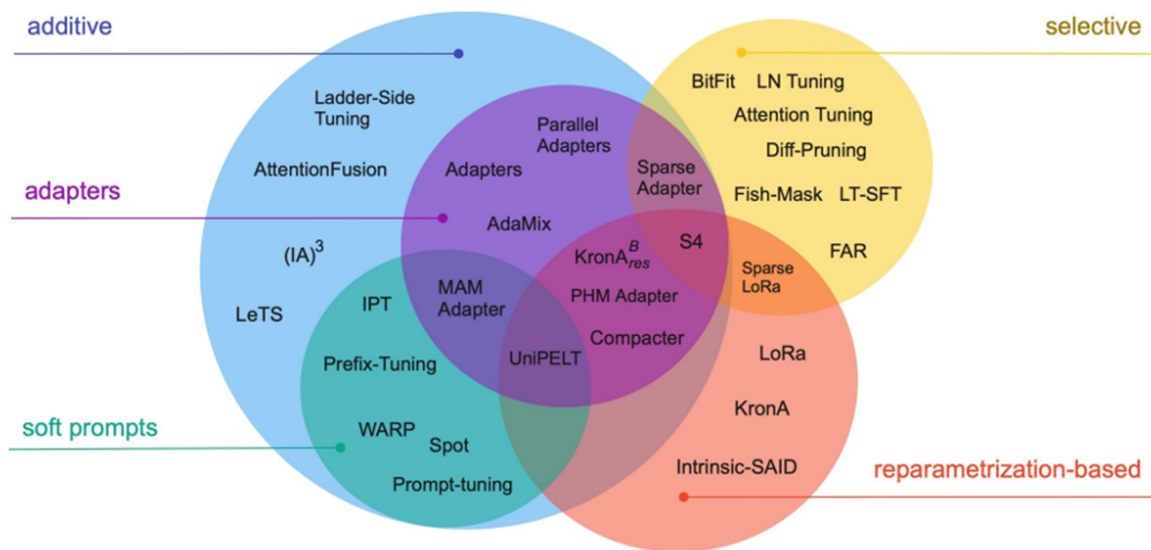 additive
selective
BitFit
LN Tuning
Ladder-Side
Tuning
Attention Tuning
Parallel
Adapters
Diff-Pruning
AttentionFusion
Adapters
Sparse
Adapter
adapters
Fish-Mask
LT-SFT
AdaMix
(IA)³
KronA^B_res
S4
FAR
MAM
Adapter
Sparse
LoRa
IPT
PHM Adapter
LeTS
Compacter
UniPELT
LoRa
Prefix-Tuning
KronA
soft prompts
WARP
Spot
Intrinsic-SAID
reparametrization-based
Prompt-tuning